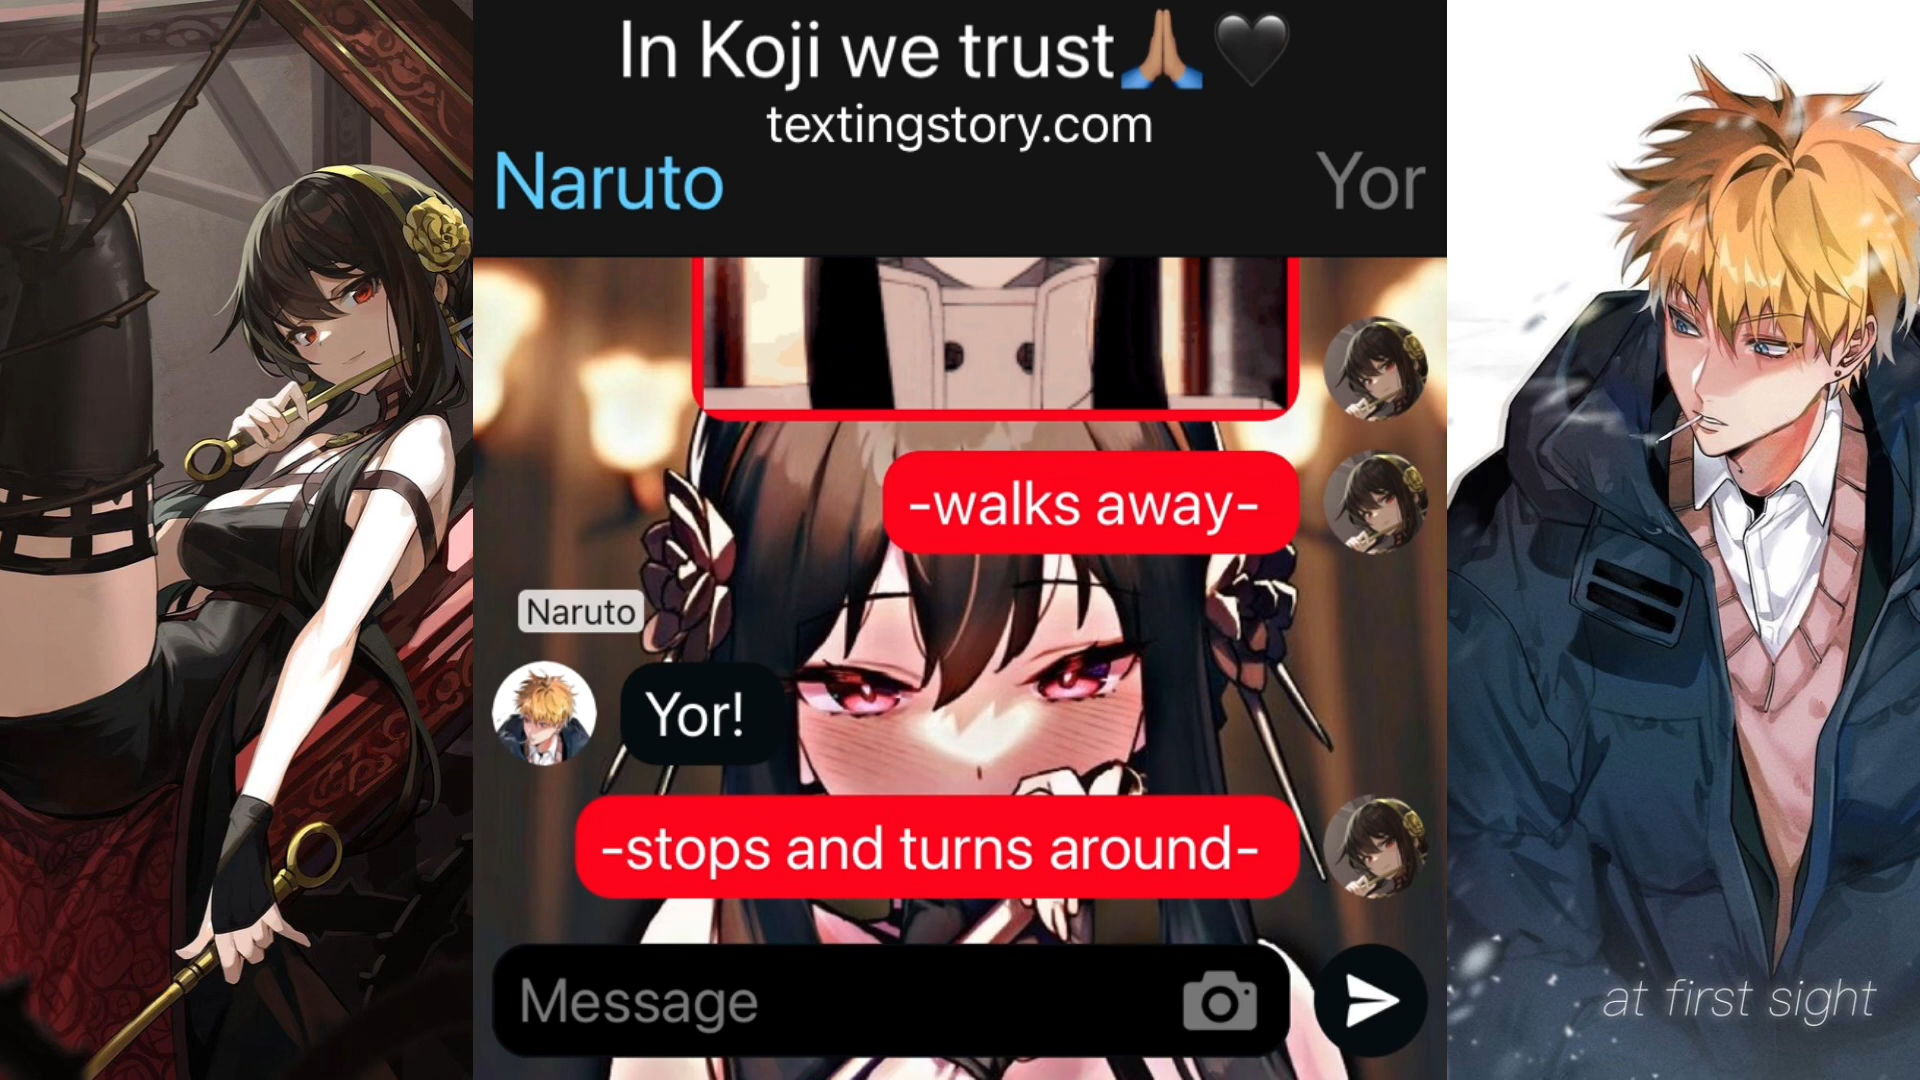 In Koji we trust🙏🏽🖤
textingstory.com
Naruto
Yor
-walks away-
Naruto
Yor!
-stops and turns around-
Message
at first sight